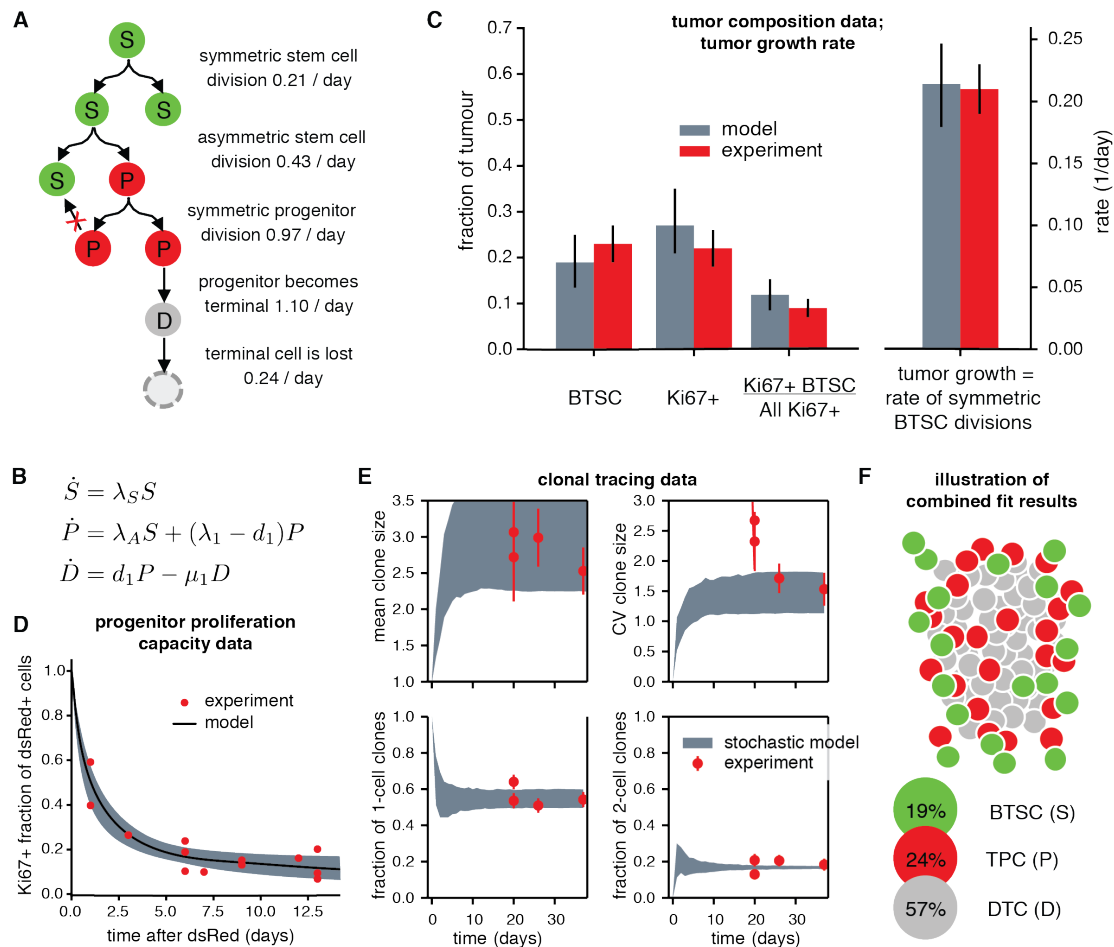 A
S
symmetric stem cell
division 0.21 / day
S
S
asymmetric stem cell
division 0.43 / day
S
P
symmetric progenitor
division 0.97 / day
P
P
progenitor becomes
terminal 1.10 / day
D
terminal cell is lost
0.24 / day
C
tumor composition data;
tumor growth rate
fraction of tumour
0.7
0.6
0.5
0.4
0.3
0.2
0.1
0.0
model
experiment
BTSC
Ki67+
Ki67+ BTSC
All Ki67+
0.25
0.20
0.15
0.10
0.05
0.00
rate (1/day)
tumor growth =
rate of symmetric
BTSC divisions
B
Ṡ = λ_S S
Ṗ = λ_A S + (λ_1 − d_1)P
Ḋ = d_1 P − μ_1 D
D
progenitor proliferation
capacity data
Ki67+ fraction of dsRed+ cells
1.0
0.8
0.6
0.4
0.2
0.0
experiment
model
0.0 2.5 5.0 7.5 10.0 12.5
time after dsRed (days)
E
clonal tracing data
mean clone size
3.5
3.0
2.5
2.0
1.5
1.0
CV clone size
3.0
2.5
2.0
1.5
1.0
0.5
0.0
fraction of 1-cell clones
1.0
0.8
0.6
0.4
0.2
0.0
0 20 30
time (days)
fraction of 2-cell clones
1.0
0.8
0.6
0.4
0.2
0.0
stochastic model
experiment
0 10 20 30
time (days)
F
illustration of
combined fit results
19%
BTSC (S)
24%
TPC (P)
57%
DTC (D)